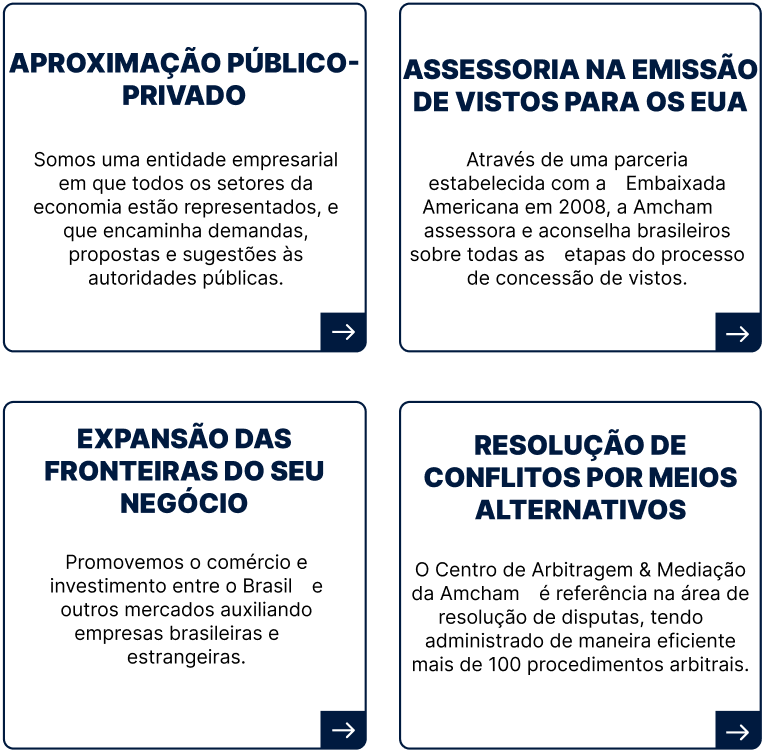 APROXIMAÇÃO PÚBLICO-
PRIVADO
Somos uma entidade empresarial
em que todos os setores da
economia estão representados, e
que encaminha demandas,
propostas e sugestões às
autoridades públicas.
ASSESSORIA NA EMISSÃO
DE VISTOS PARA OS EUA
Através de uma parceria
estabelecida com a Embaixada
Americana em 2008, a Amcham
assessora e aconselha brasileiros
sobre todas as etapas do processo
de concessão de vistos.
EXPANSÃO DAS
FRONTEIRAS DO SEU
NEGÓCIO
Promovemos o comércio e
investimento entre o Brasil e
outros mercados auxiliando
empresas brasileiras e
estrangeiras.
RESOLUÇÃO DE
CONFLITOS POR MEIOS
ALTERNATIVOS
O Centro de Arbitragem & Mediação
da Amcham é referência na área de
resolução de disputas, tendo
administrado de maneira eficiente
mais de 100 procedimentos arbitrais.